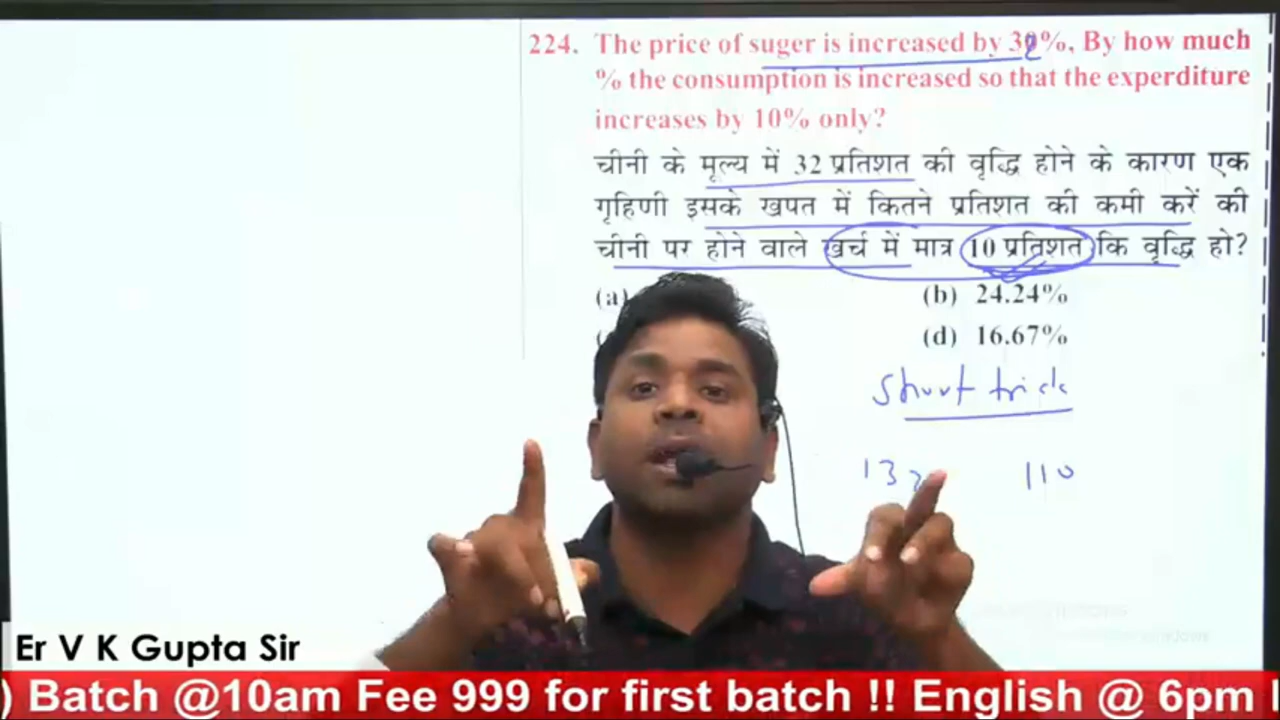 224. The price of suger is increased by 32%, By how much
% the consumption is increased so that the experditure
increases by 10% only?
चीनी के मूल्य में 32 प्रतिशत की वृद्धि होने के कारण एक
गृहिणी इसके खपत में कितने प्रतिशत की कमी करें की
चीनी पर होने वाले खर्च में मात्र 10 प्रतिशत कि वृद्धि हो?
(a) (b) 24.24%
(d) 16.67%
Short trick
132 110
Er V K Gupta Sir
) Batch @10am Fee 999 for first batch !! English @ 6pm